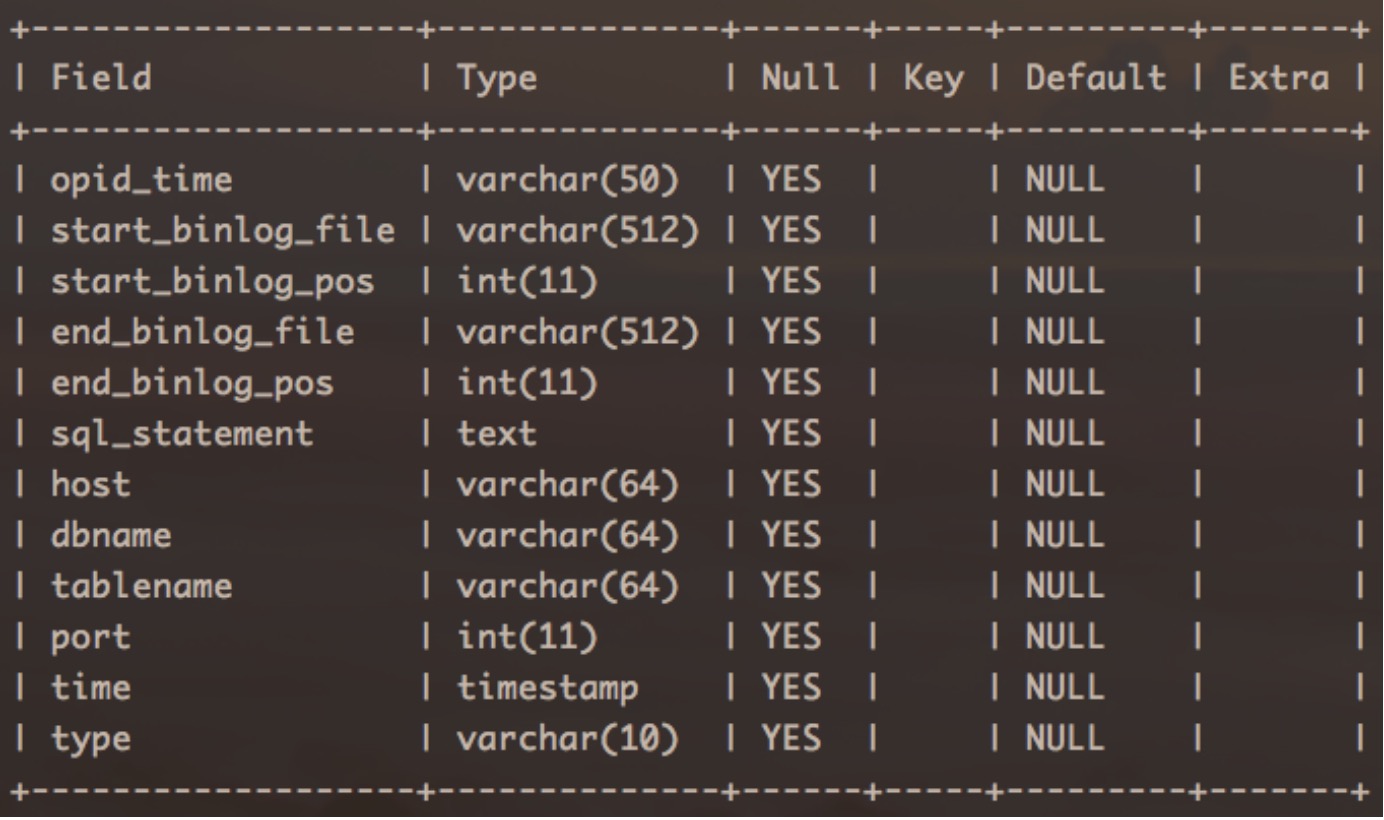 +-------------------+--------------+------+-----+---------+-------+
| Field             | Type         | Null | Key | Default | Extra |
+-------------------+--------------+------+-----+---------+-------+
| opid_time         | varchar(50)  | YES  |     | NULL    |       |
| start_binlog_file | varchar(512) | YES  |     | NULL    |       |
| start_binlog_pos  | int(11)      | YES  |     | NULL    |       |
| end_binlog_file   | varchar(512) | YES  |     | NULL    |       |
| end_binlog_pos    | int(11)      | YES  |     | NULL    |       |
| sql_statement     | text         | YES  |     | NULL    |       |
| host              | varchar(64)  | YES  |     | NULL    |       |
| dbname            | varchar(64)  | YES  |     | NULL    |       |
| tablename         | varchar(64)  | YES  |     | NULL    |       |
| port              | int(11)      | YES  |     | NULL    |       |
| time              | timestamp    | YES  |     | NULL    |       |
| type              | varchar(10)  | YES  |     | NULL    |       |
+-------------------+--------------+------+-----+---------+-------+